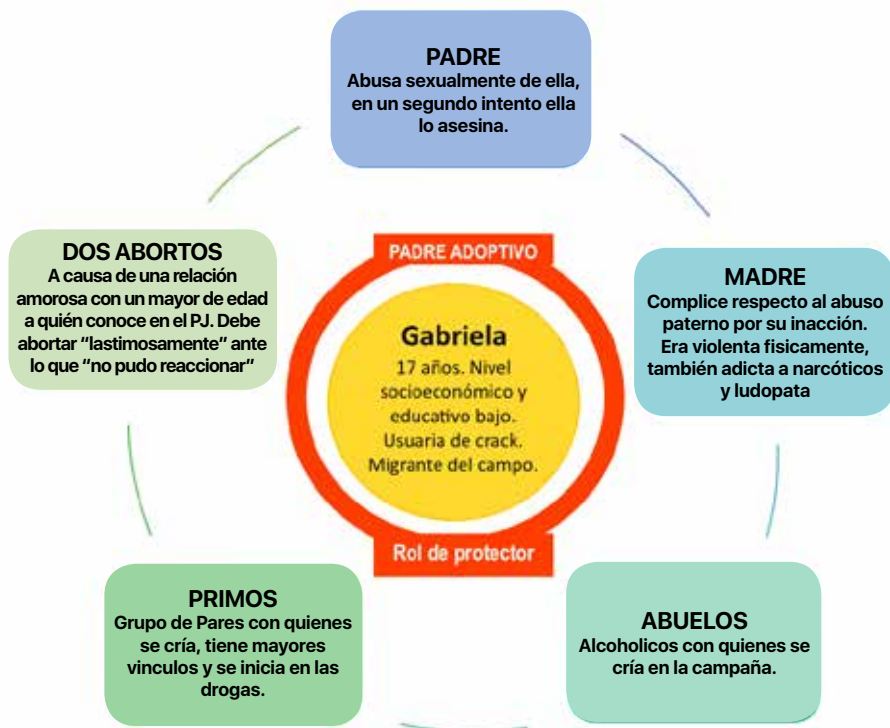 PADRE
Abusa sexualmente de ella,
en un segundo intento ella
lo asesina.
DOS ABORTOS
A causa de una relación
amorosa con un mayor de edad
a quién conoce en el PJ. Debe
abortar "lastimosamente" ante
lo que "no pudo reaccionar"
PADRE ADOPTIVO
Gabriela
17 años. Nivel
socioeconómico y
educativo bajo.
Usuaria de crack.
Migrante del campo.
Rol de protector
MADRE
Complice respecto al abuso
paterno por su inacción.
Era violenta fisicamente,
también adicta a narcóticos
y ludopata
PRIMOS
Grupo de Pares con quienes
se cría, tiene mayores
vinculos y se inicia en las
drogas.
ABUELOS
Alcoholicos con quienes se
cría en la campaña.